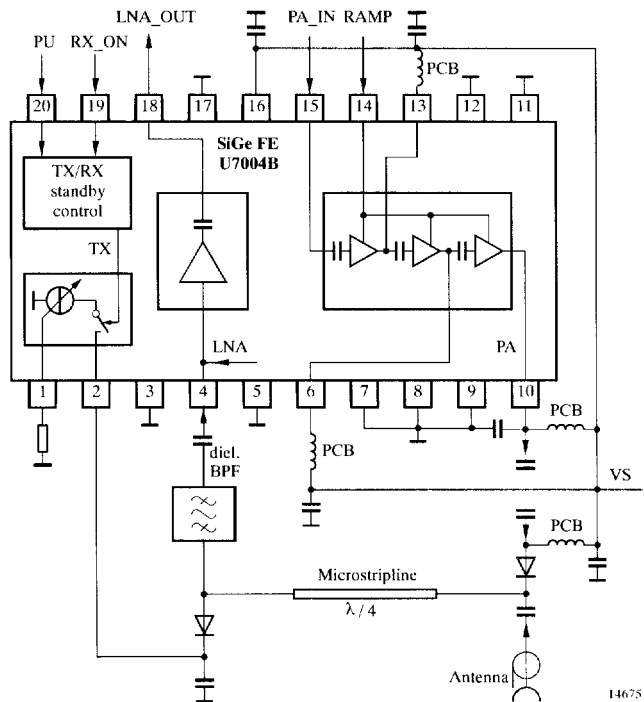 LNA_OUT
PA_IN RAMP
PU RX_ON
PCB
20 19 18 17 16 15 14 13 12 11
SiGe FE
U7004B
TX/RX
standby
control
TX
LNA
PA
1 2 3 4 5 6 7 8 9 10
diel.
BPF
PCB
PCB
VS
PCB
Microstripline
λ/4
Antenna
14675